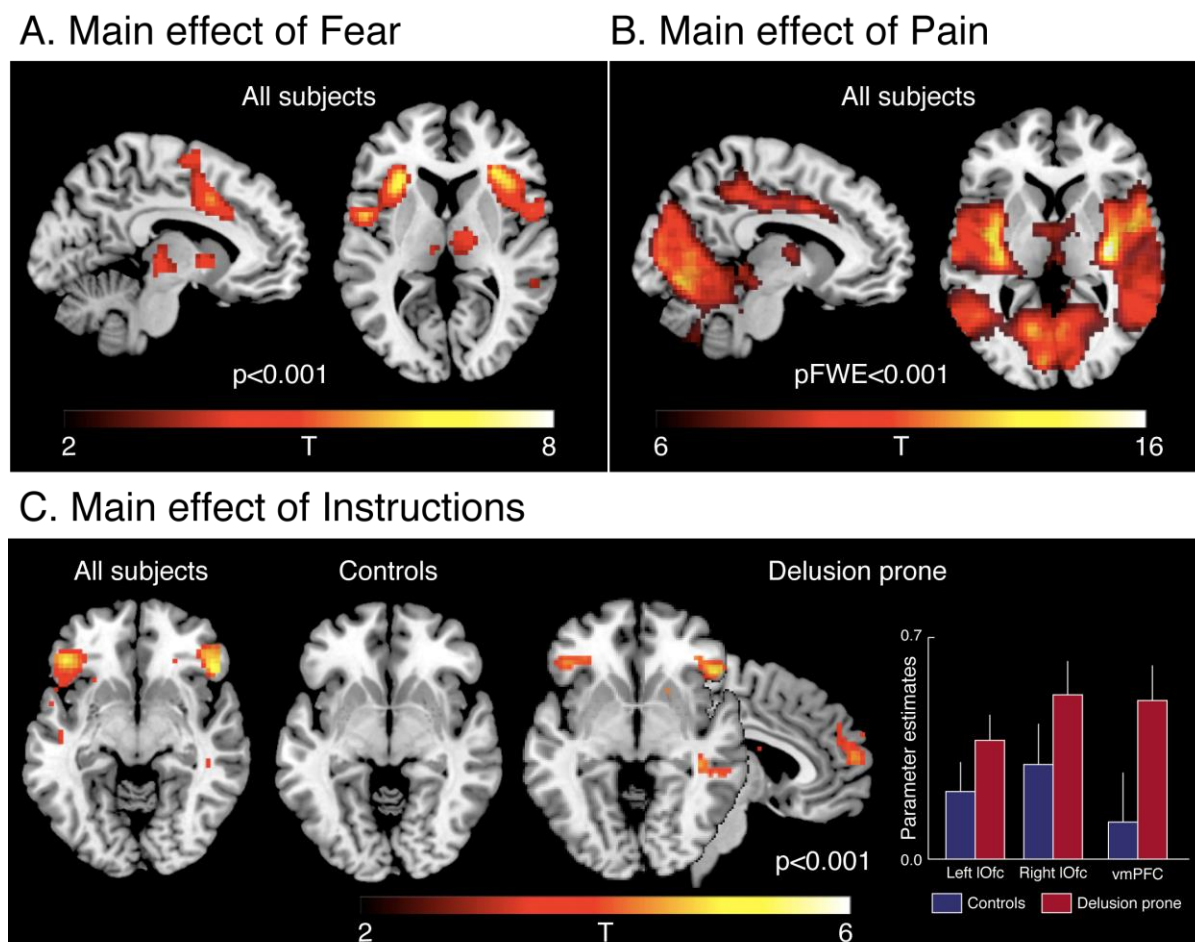 A. Main effect of Fear
B. Main effect of Pain
All subjects
All subjects
p<0.001
pFWE<0.001
2
T
8
6
T
16
C. Main effect of Instructions
All subjects
Controls
Delusion prone
p<0.001
2
T
6
0.7
Parameter estimates
0.0
Left lOfc
Right lOfc
vmPFC
Controls
Delusion prone